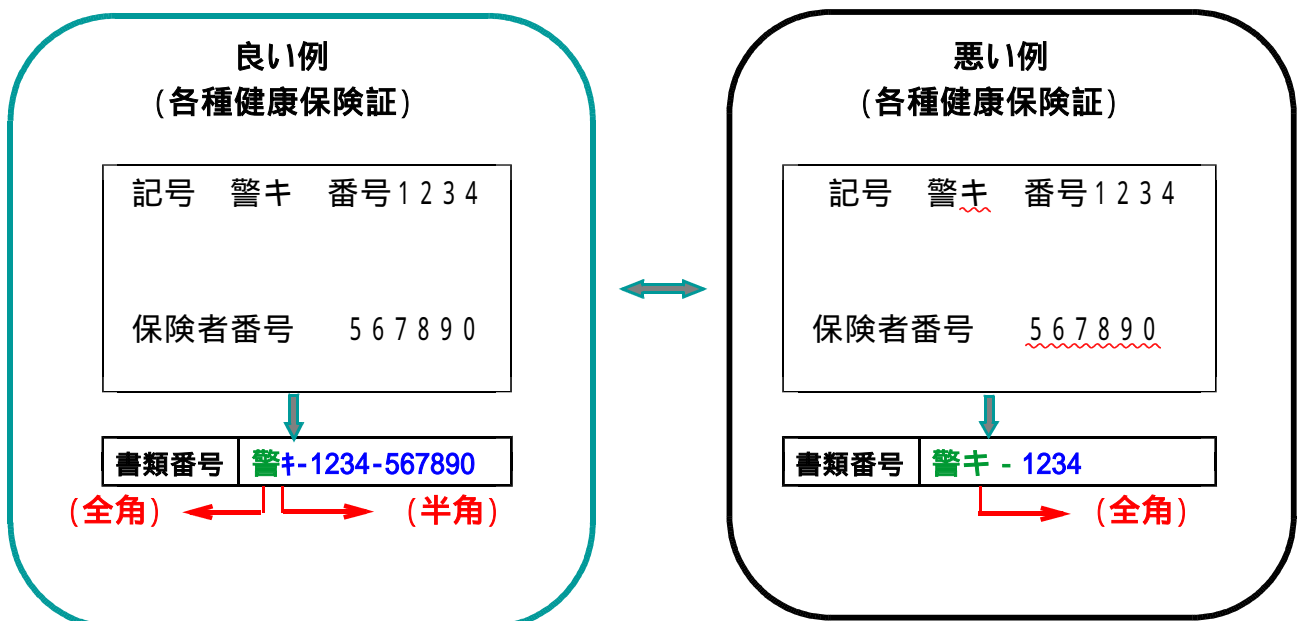 良い例
(各種健康保険証)
記号　警キ　番号１２３４
保険者番号　５６７８９０
書類番号 警ｷ-1234-567890
(全角) (半角)
悪い例
(各種健康保険証)
記号　警キ　番号１２３４
保険者番号　５６７８９０
書類番号 警キ－1234
(全角)